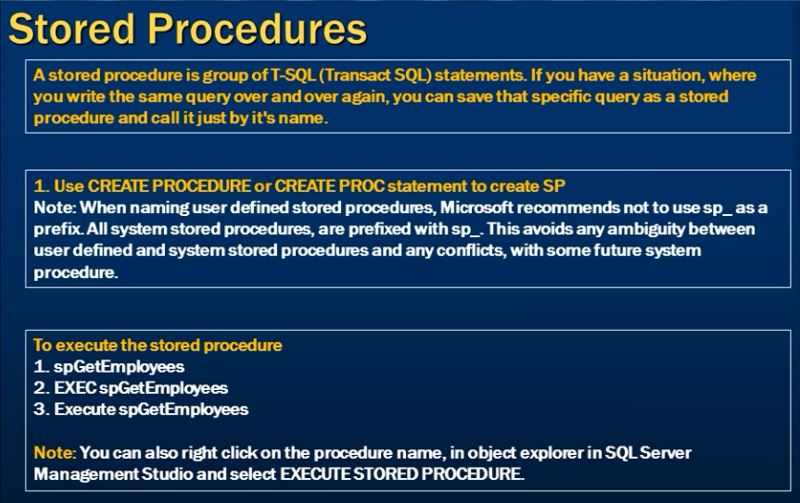 Stored Procedures
A stored procedure is group of T-SQL (Transact SQL) statements. If you have a situation, where
you write the same query over and over again, you can save that specific query as a stored
procedure and call it just by it's name.
1. Use CREATE PROCEDURE or CREATE PROC statement to create SP
Note: When naming user defined stored procedures, Microsoft recommends not to use sp_ as a
prefix. All system stored procedures, are prefixed with sp_. This avoids any ambiguity between
user defined and system stored procedures and any conflicts, with some future system
procedure.
To execute the stored procedure
1. spGetEmployees
2. EXEC spGetEmployees
3. Execute spGetEmployees
Note: You can also right click on the procedure name, in object explorer in SQL Server
Management Studio and select EXECUTE STORED PROCEDURE.